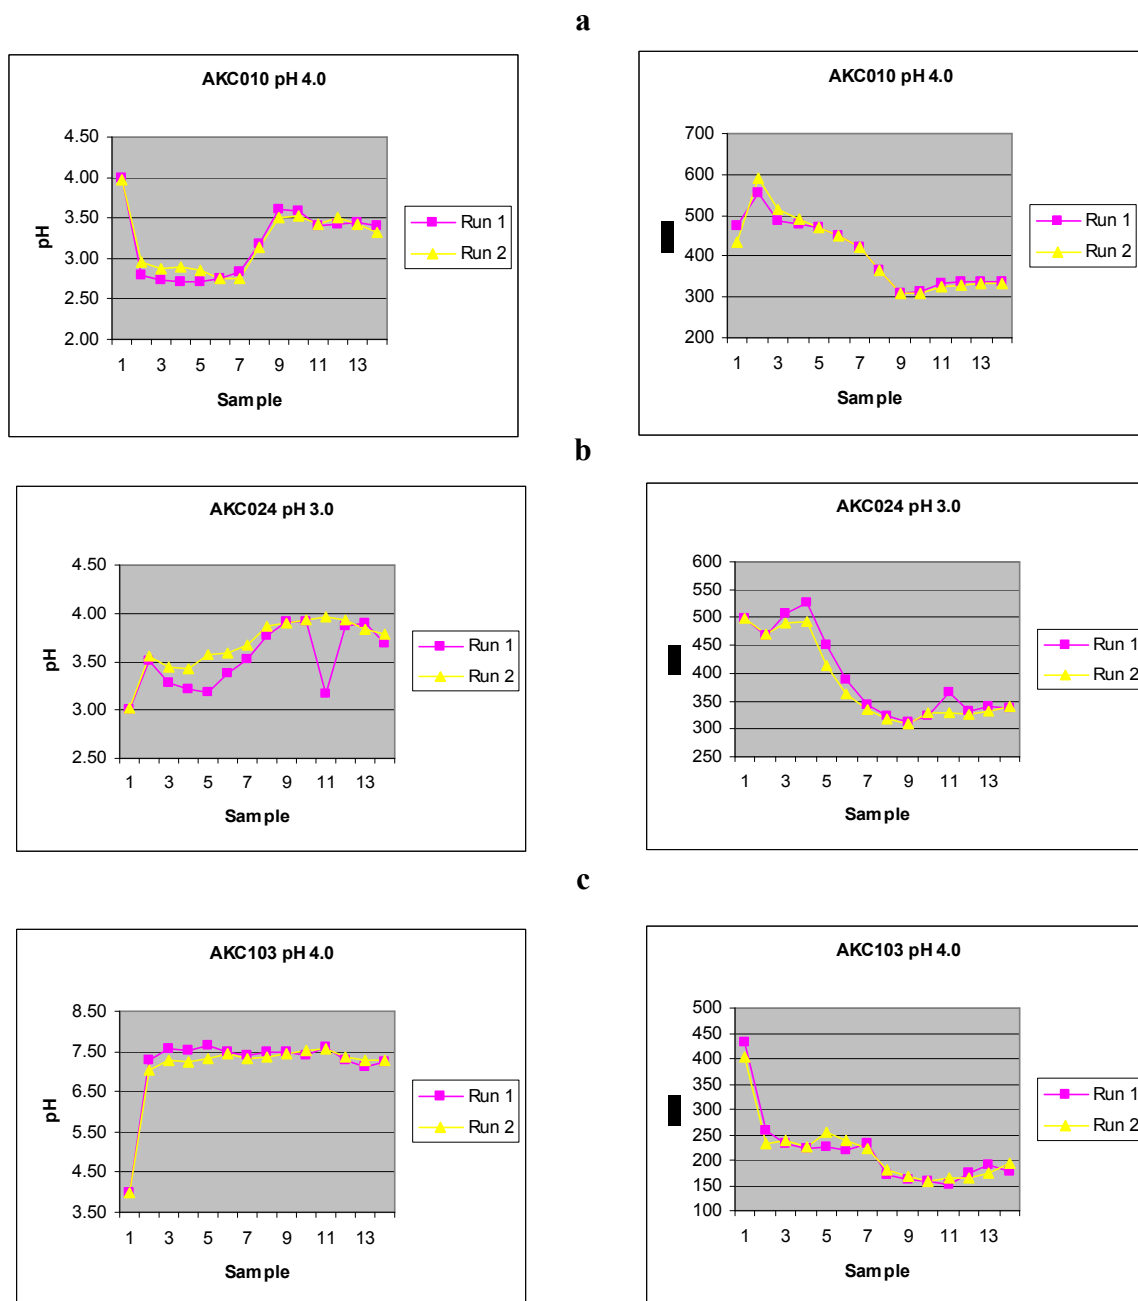 a
AKC010 pH 4.0
4.50
4.00
3.50
3.00
2.50
2.00
pH
1 3 5 7 9 11 13
Sample
Run 1
Run 2
AKC010 pH 4.0
700
600
500
400
300
200
1 3 5 7 9 11 13
Sample
Run 1
Run 2
b
AKC024 pH 3.0
4.50
4.00
3.50
3.00
2.50
pH
1 3 5 7 9 11 13
Sample
Run 1
Run 2
AKC024 pH 3.0
600
550
500
450
400
350
300
250
1 3 5 7 9 11 13
Sample
Run 1
Run 2
c
AKC103 pH 4.0
8.50
7.50
6.50
5.50
4.50
3.50
pH
1 3 5 7 9 11 13
Sample
Run 1
Run 2
AKC103 pH 4.0
500
450
400
350
300
250
200
150
100
1 3 5 7 9 11 13
Sample
Run 1
Run 2